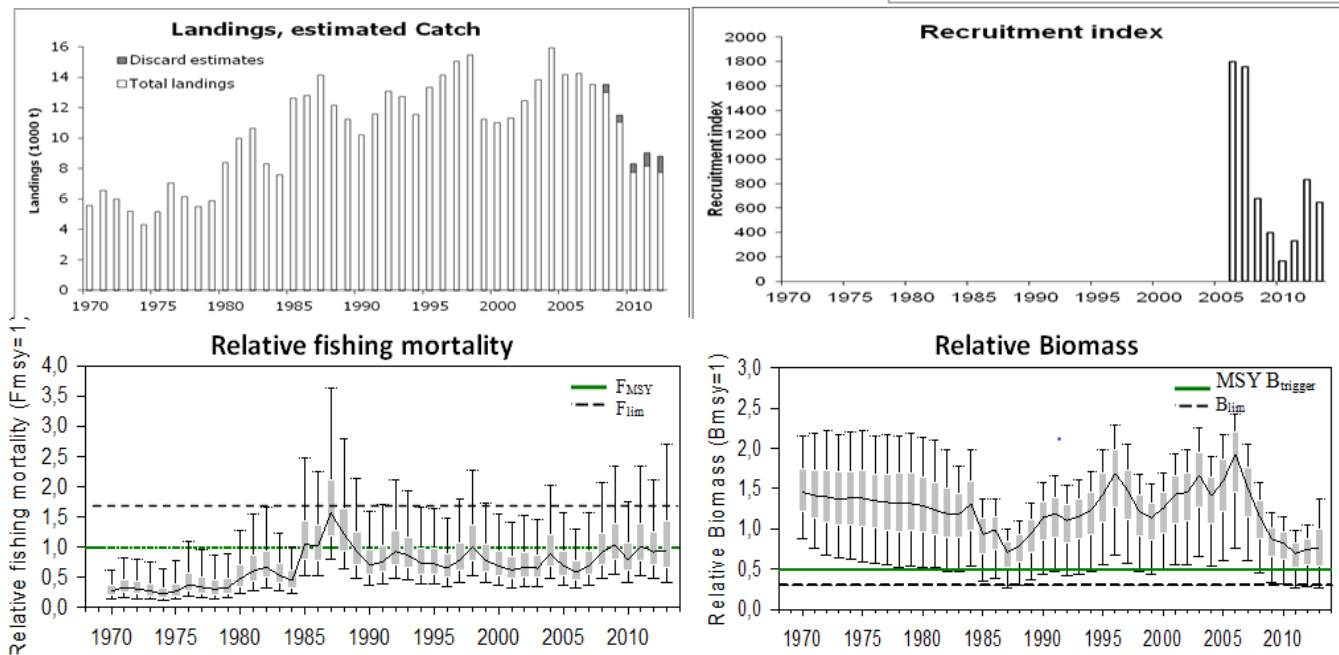 Landings, estimated Catch
Discard estimates
Total landings
Landings (1000 t)
16
14
12
10
8
6
4
2
0
1970 1975 1980 1985 1990 1995 2000 2005 2010
Recruitment index
Recruitment index
2000
1800
1600
1400
1200
1000
800
600
400
200
0
1970 1975 1980 1985 1990 1995 2000 2005 2010
Relative fishing mortality
Relative fishing mortality (Fmsy=1)
FMSY
Flim
4,0
3,5
3,0
2,5
2,0
1,5
1,0
0,5
0,0
1970 1975 1980 1985 1990 1995 2000 2005 2010
Relative Biomass
Relative Biomass (Bmsy=1)
MSY Btrigger
Blim
3,0
2,5
2,0
1,5
1,0
0,5
0,0
1970 1975 1980 1985 1990 1995 2000 2005 2010